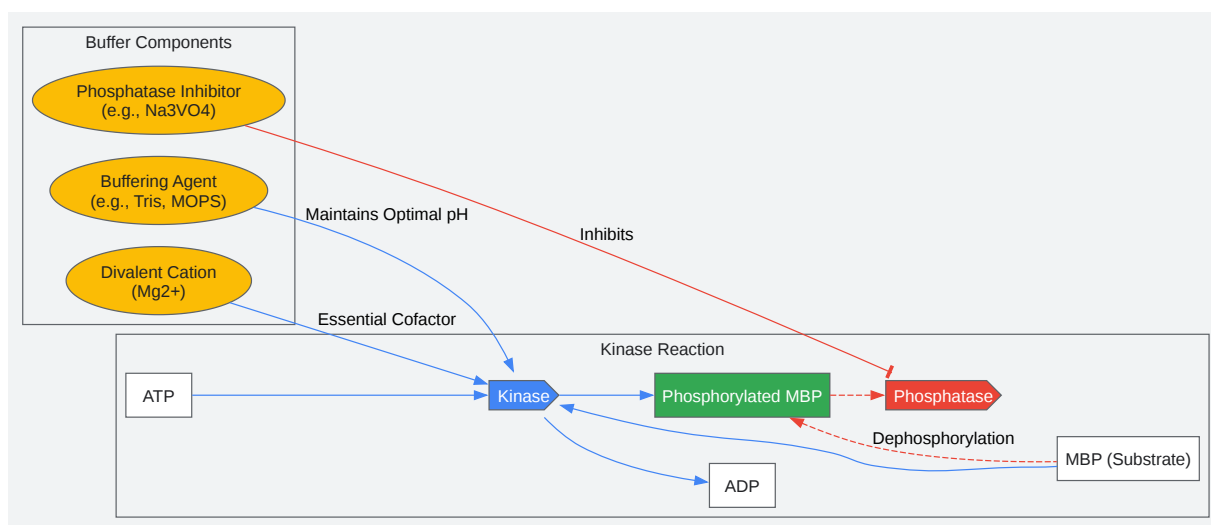 Buffer Components
Phosphatase Inhibitor
(e.g., Na3VO4)
Buffering Agent
(e.g., Tris, MOPS)
Maintains Optimal pH
Inhibits
Divalent Cation
(Mg2+)
Essential Cofactor
Kinase Reaction
ATP
Kinase
Phosphorylated MBP
Phosphatase
Dephosphorylation
MBP (Substrate)
ADP